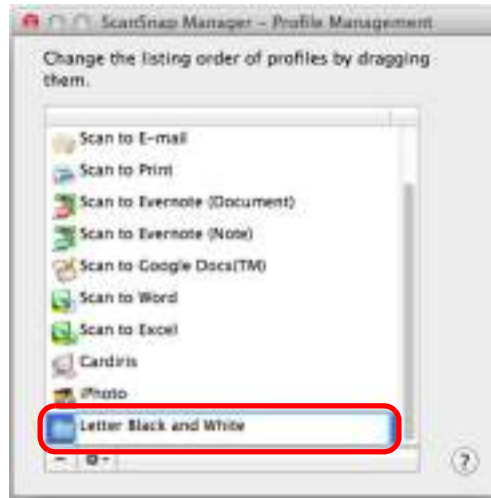 ScanSnap Manager – Profile Management
Change the listing order of profiles by dragging
them.
Scan to E-mail
Scan to Print
Scan to Evernote (Document)
Scan to Evernote (Note)
Scan to Google Docs(TM)
Scan to Word
Scan to Excel
Cardiris
iPhoto
Letter Black and White
?